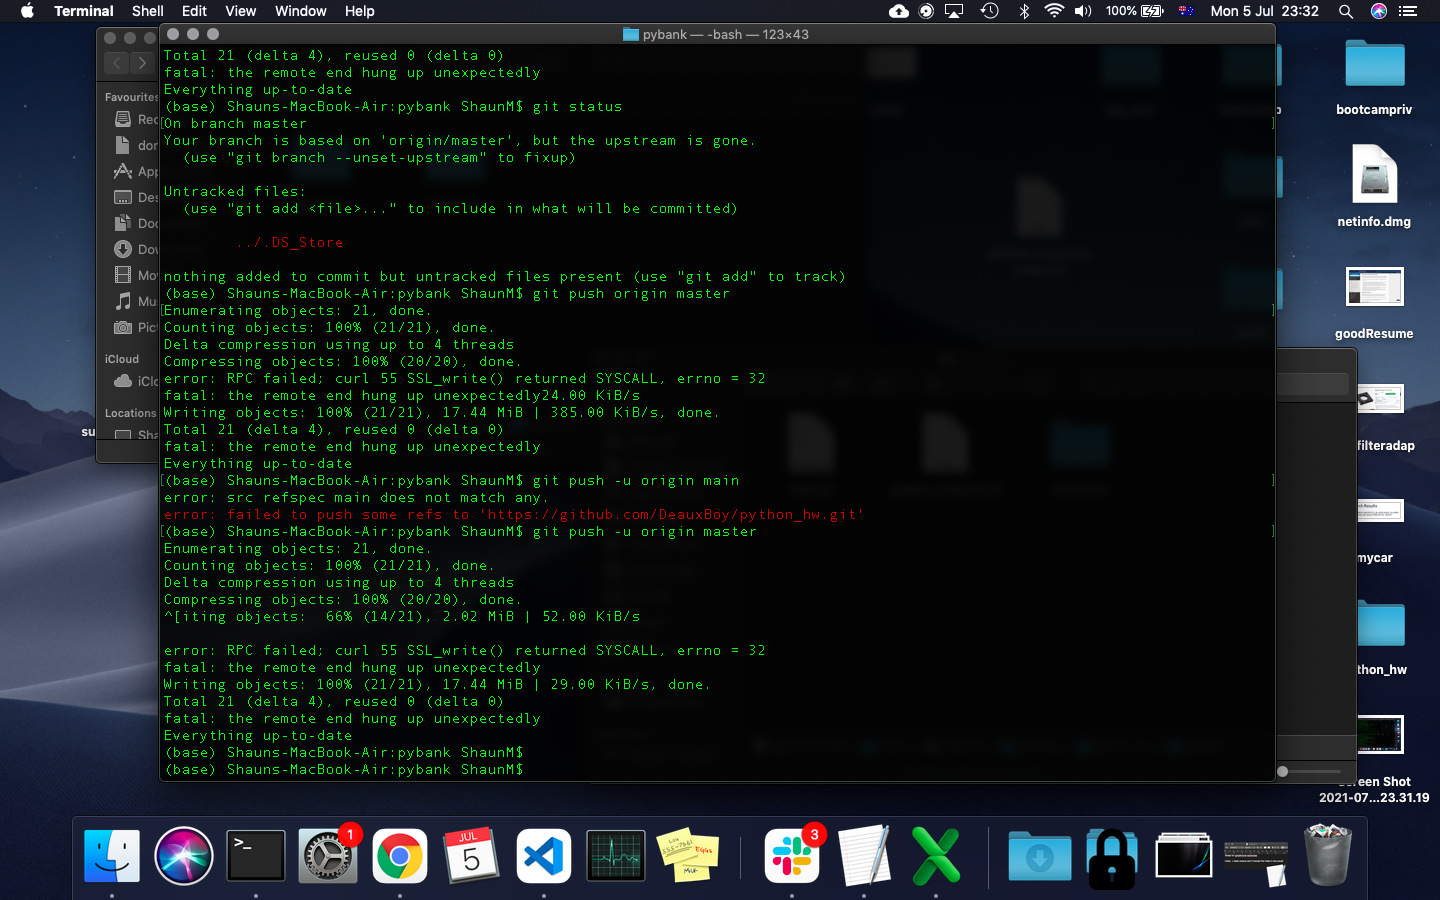 Terminal Shell Edit View Window Help 100% Mon 5 Jul 23:32
pybank — -bash — 123×43
Total 21 (delta 4), reused 0 (delta 0)
fatal: the remote end hung up unexpectedly
Everything up-to-date
(base) Shauns-MacBook-Air:pybank ShaunM$ git status
[On branch master ]
Your branch is based on 'origin/master', but the upstream is gone.
  (use "git branch --unset-upstream" to fixup)
Untracked files:
  (use "git add <file>..." to include in what will be committed)
        ../.DS_Store
nothing added to commit but untracked files present (use "git add" to track)
(base) Shauns-MacBook-Air:pybank ShaunM$ git push origin master
[Enumerating objects: 21, done. ]
Counting objects: 100% (21/21), done.
Delta compression using up to 4 threads
Compressing objects: 100% (20/20), done.
error: RPC failed; curl 55 SSL_write() returned SYSCALL, errno = 32
fatal: the remote end hung up unexpectedly24.00 KiB/s
Writing objects: 100% (21/21), 17.44 MiB | 385.00 KiB/s, done.
Total 21 (delta 4), reused 0 (delta 0)
fatal: the remote end hung up unexpectedly
Everything up-to-date
[(base) Shauns-MacBook-Air:pybank ShaunM$ git push -u origin main ]
error: src refspec main does not match any.
error: failed to push some refs to 'https://github.com/DeauxBoy/python_hw.git'
[(base) Shauns-MacBook-Air:pybank ShaunM$ git push -u origin master ]
Enumerating objects: 21, done.
Counting objects: 100% (21/21), done.
Delta compression using up to 4 threads
Compressing objects: 100% (20/20), done.
^[iting objects:  66% (14/21), 2.02 MiB | 52.00 KiB/s
error: RPC failed; curl 55 SSL_write() returned SYSCALL, errno = 32
fatal: the remote end hung up unexpectedly
Writing objects: 100% (21/21), 17.44 MiB | 29.00 KiB/s, done.
Total 21 (delta 4), reused 0 (delta 0)
fatal: the remote end hung up unexpectedly
Everything up-to-date
(base) Shauns-MacBook-Air:pybank ShaunM$
(base) Shauns-MacBook-Air:pybank ShaunM$
Favourites
Rec
dor
App
Des
Doc
Dow
Mov
Mus
Pict
iCloud
iClo
Locations
Sha
su
bootcampriv
netinfo.dmg
goodResume
filteradap
mycar
thon_hw
reen Shot
2021-07...23.31.19
1
JUL
5
3